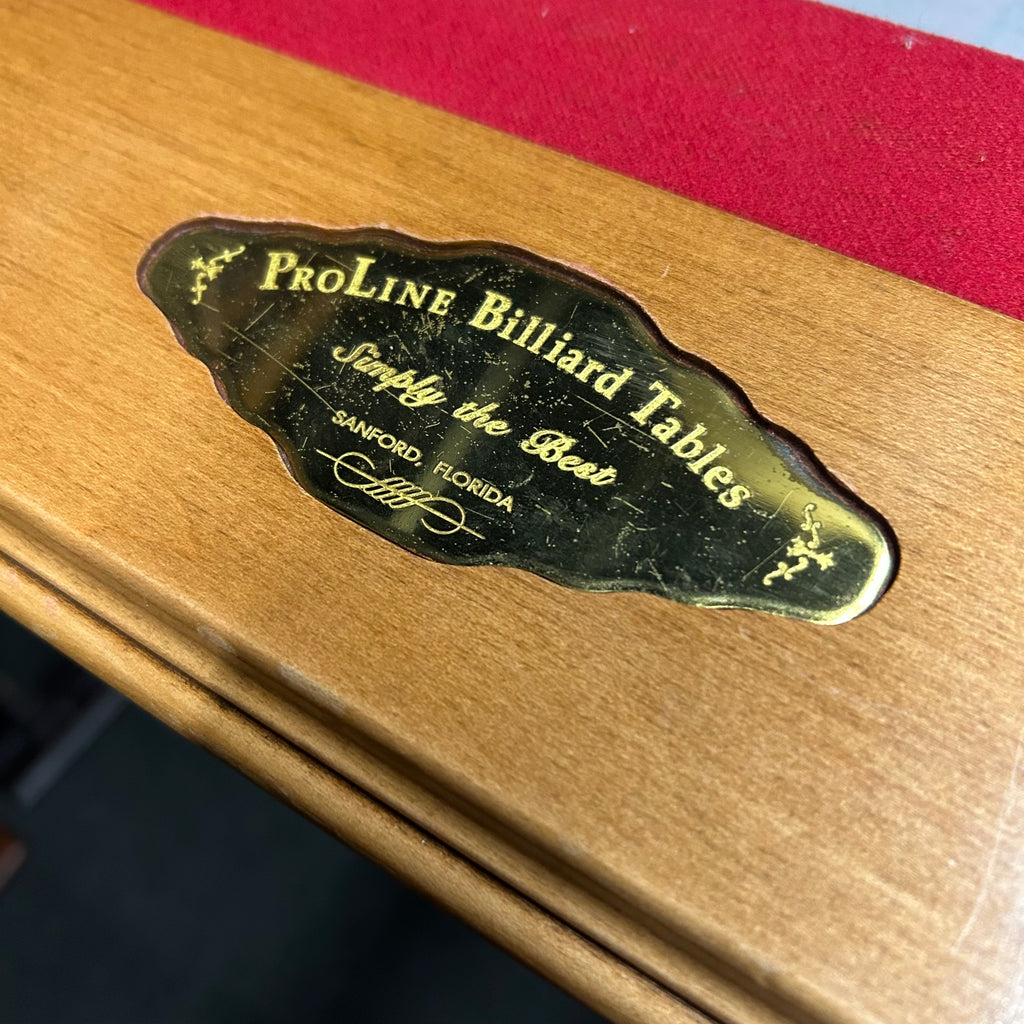 PROLINE Billiard Tables
Simply the Best
SANFORD, FLORIDA